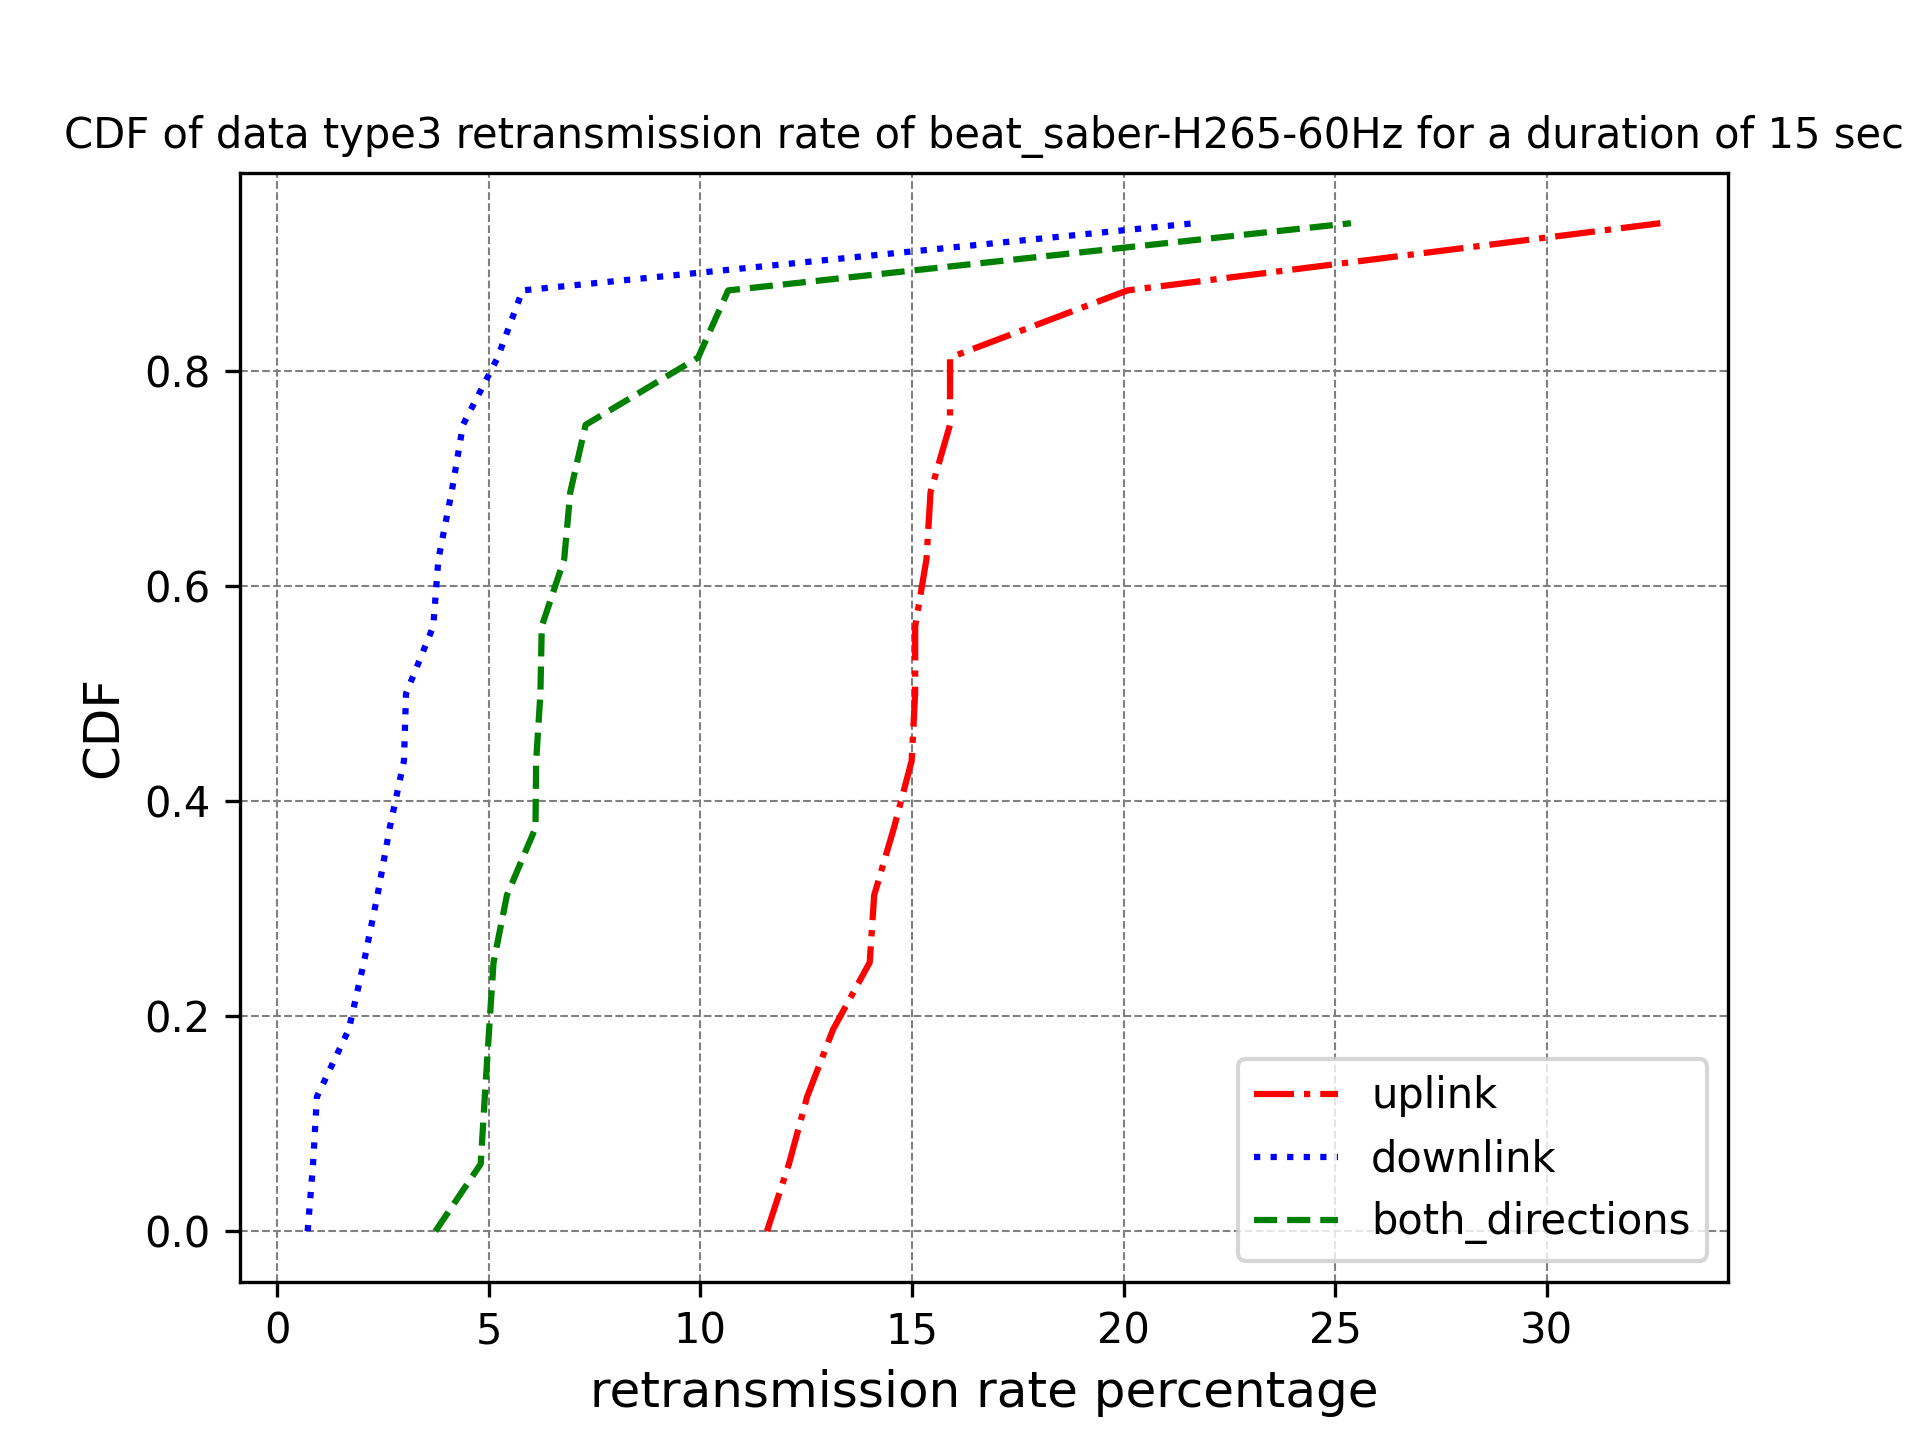 CDF of data type3 retransmission rate of beat_saber-H265-60Hz for a duration of 15 sec
CDF
0.8
0.6
0.4
0.2
0.0
0 5 10 15 20 25 30
retransmission rate percentage
uplink
downlink
both_directions